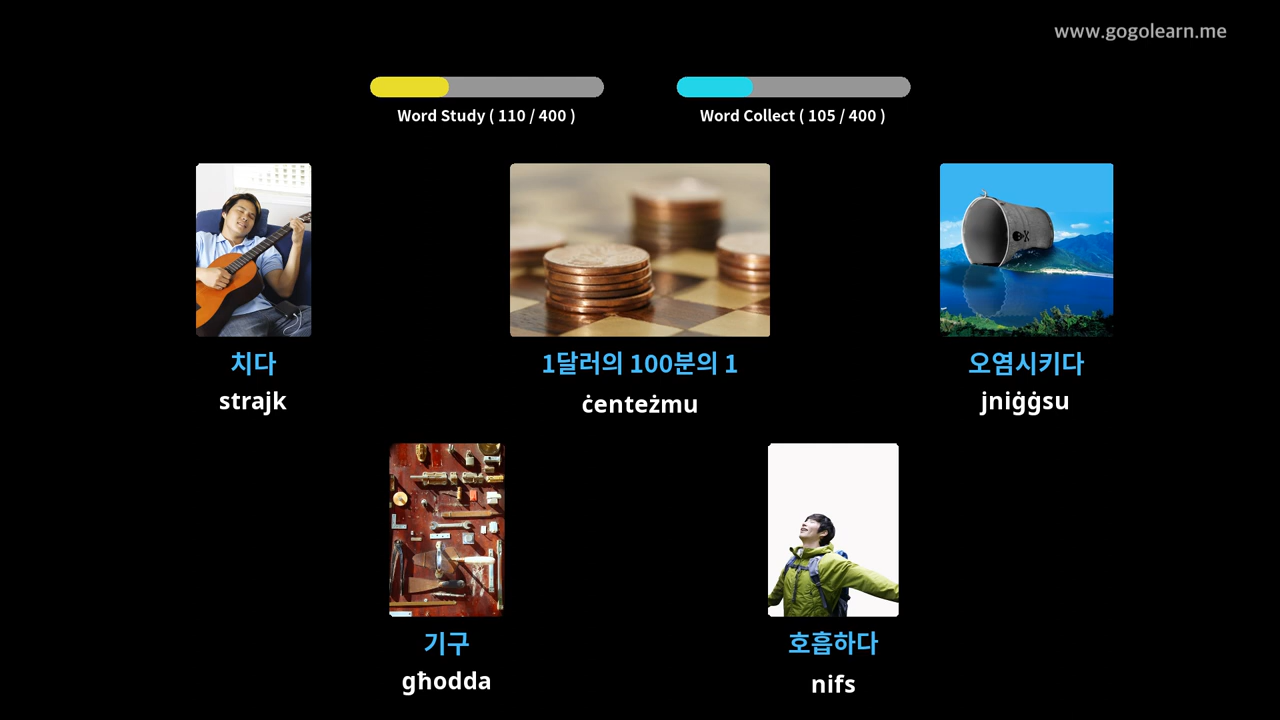 www.gogolearn.me
Word Study ( 110 / 400 )
Word Collect ( 105 / 400 )
치다
strajk
1달러의 100분의 1
ċenteżmu
오염시키다
jniġġsu
기구
għodda
호흡하다
nifs